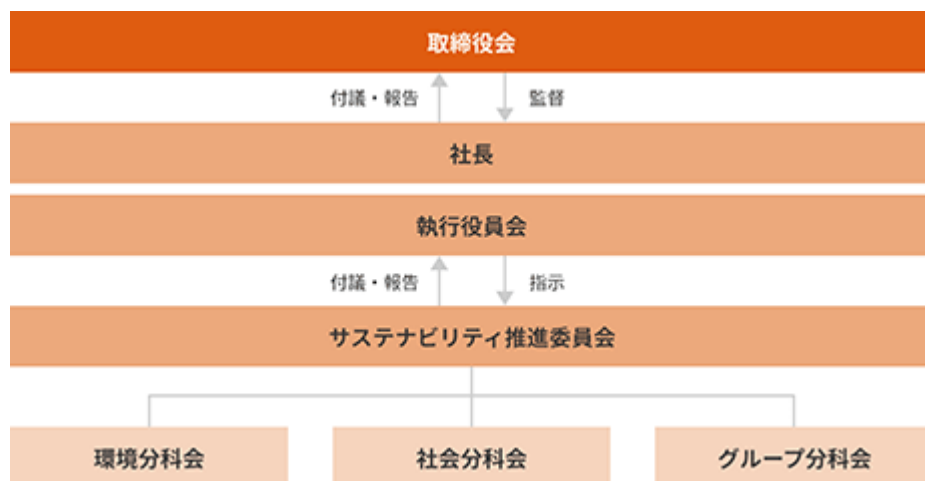 取締役会
付議・報告
監督
社長
執行役員会
付議・報告
指示
サステナビリティ推進委員会
環境分科会
社会分科会
グループ分科会